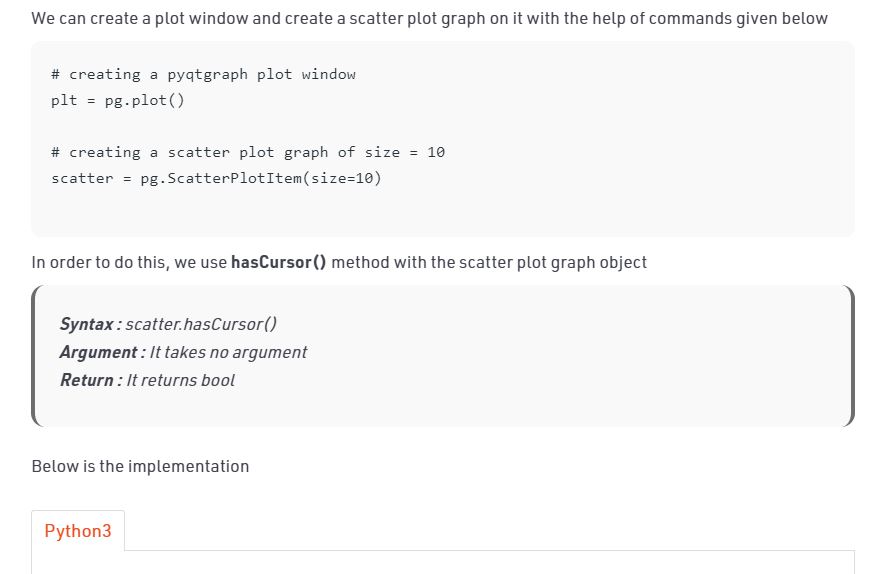 We can create a plot window and create a scatter plot graph on it with the help of commands given below
# creating a pyqtgraph plot window
plt = pg.plot()
# creating a scatter plot graph of size = 10
scatter = pg.ScatterPlotItem(size=10)
In order to do this, we use hasCursor() method with the scatter plot graph object
Syntax : scatter.hasCursor()
Argument : It takes no argument
Return : It returns bool
Below is the implementation
Python3